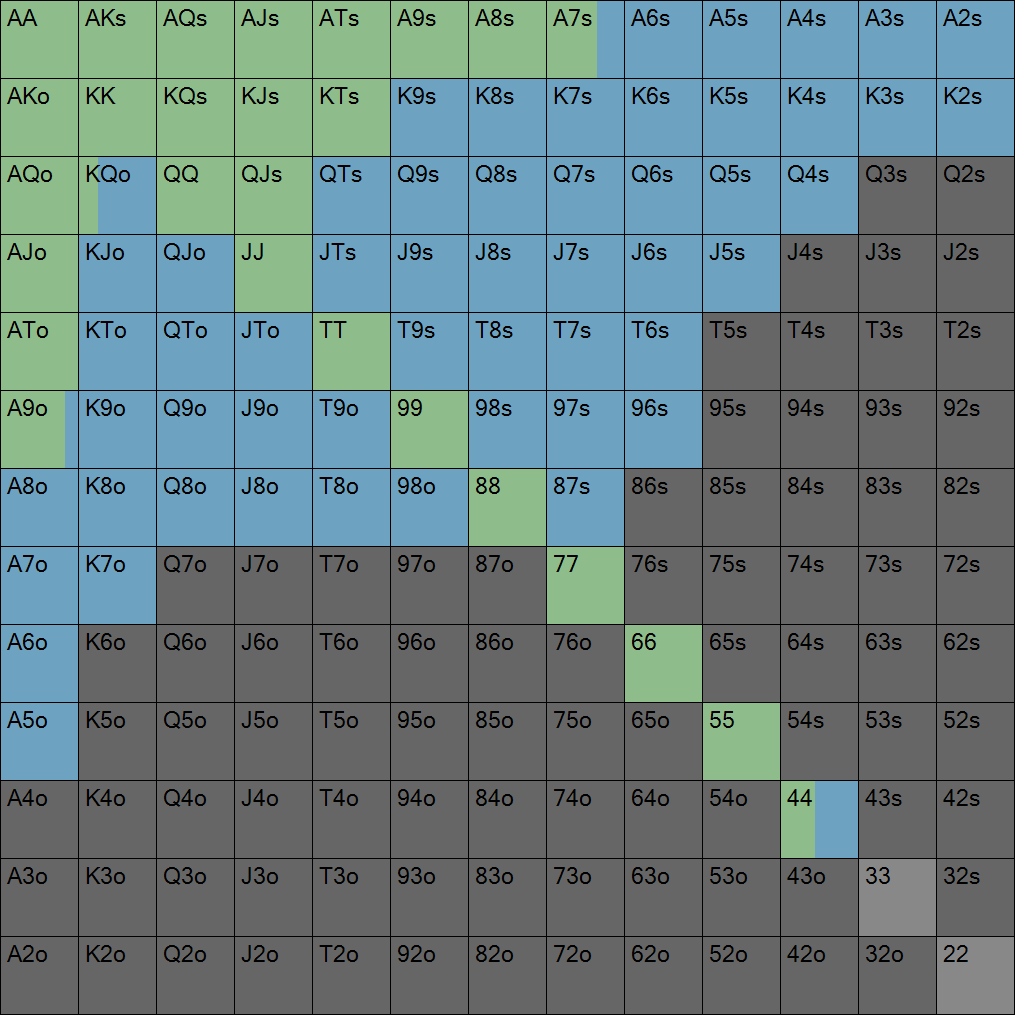 AA AKs AQs AJs ATs A9s A8s A7s A6s A5s A4s A3s A2s
AKo KK KQs KJs KTs K9s K8s K7s K6s K5s K4s K3s K2s
AQo KQo QQ QJs QTs Q9s Q8s Q7s Q6s Q5s Q4s Q3s Q2s
AJo KJo QJo JJ JTs J9s J8s J7s J6s J5s J4s J3s J2s
ATo KTo QTo JTo TT T9s T8s T7s T6s T5s T4s T3s T2s
A9o K9o Q9o J9o T9o 99 98s 97s 96s 95s 94s 93s 92s
A8o K8o Q8o J8o T8o 98o 88 87s 86s 85s 84s 83s 82s
A7o K7o Q7o J7o T7o 97o 87o 77 76s 75s 74s 73s 72s
A6o K6o Q6o J6o T6o 96o 86o 76o 66 65s 64s 63s 62s
A5o K5o Q5o J5o T5o 95o 85o 75o 65o 55 54s 53s 52s
A4o K4o Q4o J4o T4o 94o 84o 74o 64o 54o 44 43s 42s
A3o K3o Q3o J3o T3o 93o 83o 73o 63o 53o 43o 33 32s
A2o K2o Q2o J2o T2o 92o 82o 72o 62o 52o 42o 32o 22